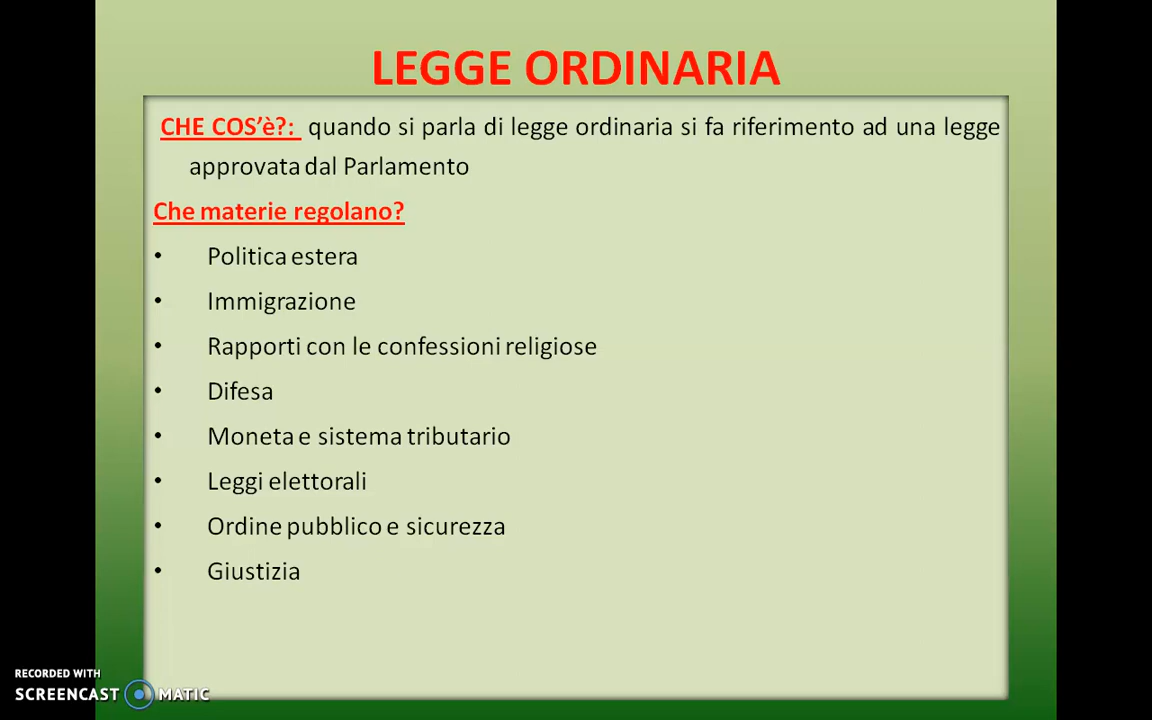 LEGGE ORDINARIA
CHE COS'è?: quando si parla di legge ordinaria si fa riferimento ad una legge
approvata dal Parlamento
Che materie regolano?
• Politica estera
• Immigrazione
• Rapporti con le confessioni religiose
• Difesa
• Moneta e sistema tributario
• Leggi elettorali
• Ordine pubblico e sicurezza
• Giustizia
RECORDED WITH
SCREENCAST MATIC